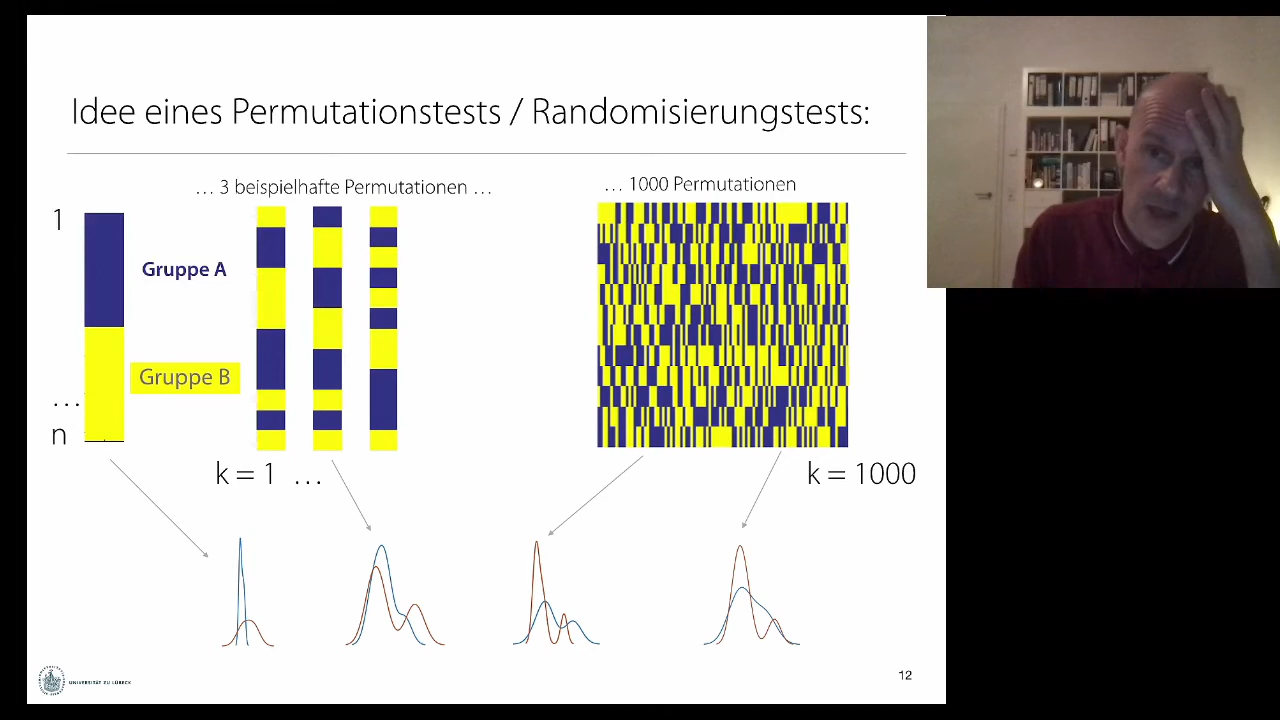 Idee eines Permutationstests / Randomisierungstests:
… 3 beispielhafte Permutationen …
… 1000 Permutationen
1
Gruppe A
Gruppe B
…
n
k = 1 …
k = 1000
UNIVERSITÄT ZU LÜBECK
12